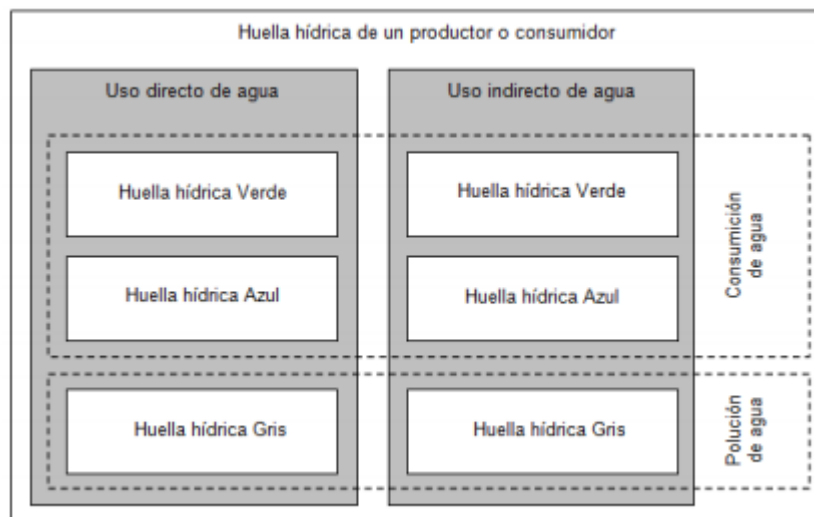 Huella hídrica de un productor o consumidor
Uso directo de agua
Uso indirecto de agua
Huella hídrica Verde
Huella hídrica Verde
Huella hídrica Azul
Huella hídrica Azul
Consumición
de agua
Huella hídrica Gris
Huella hídrica Gris
Polución
de agua